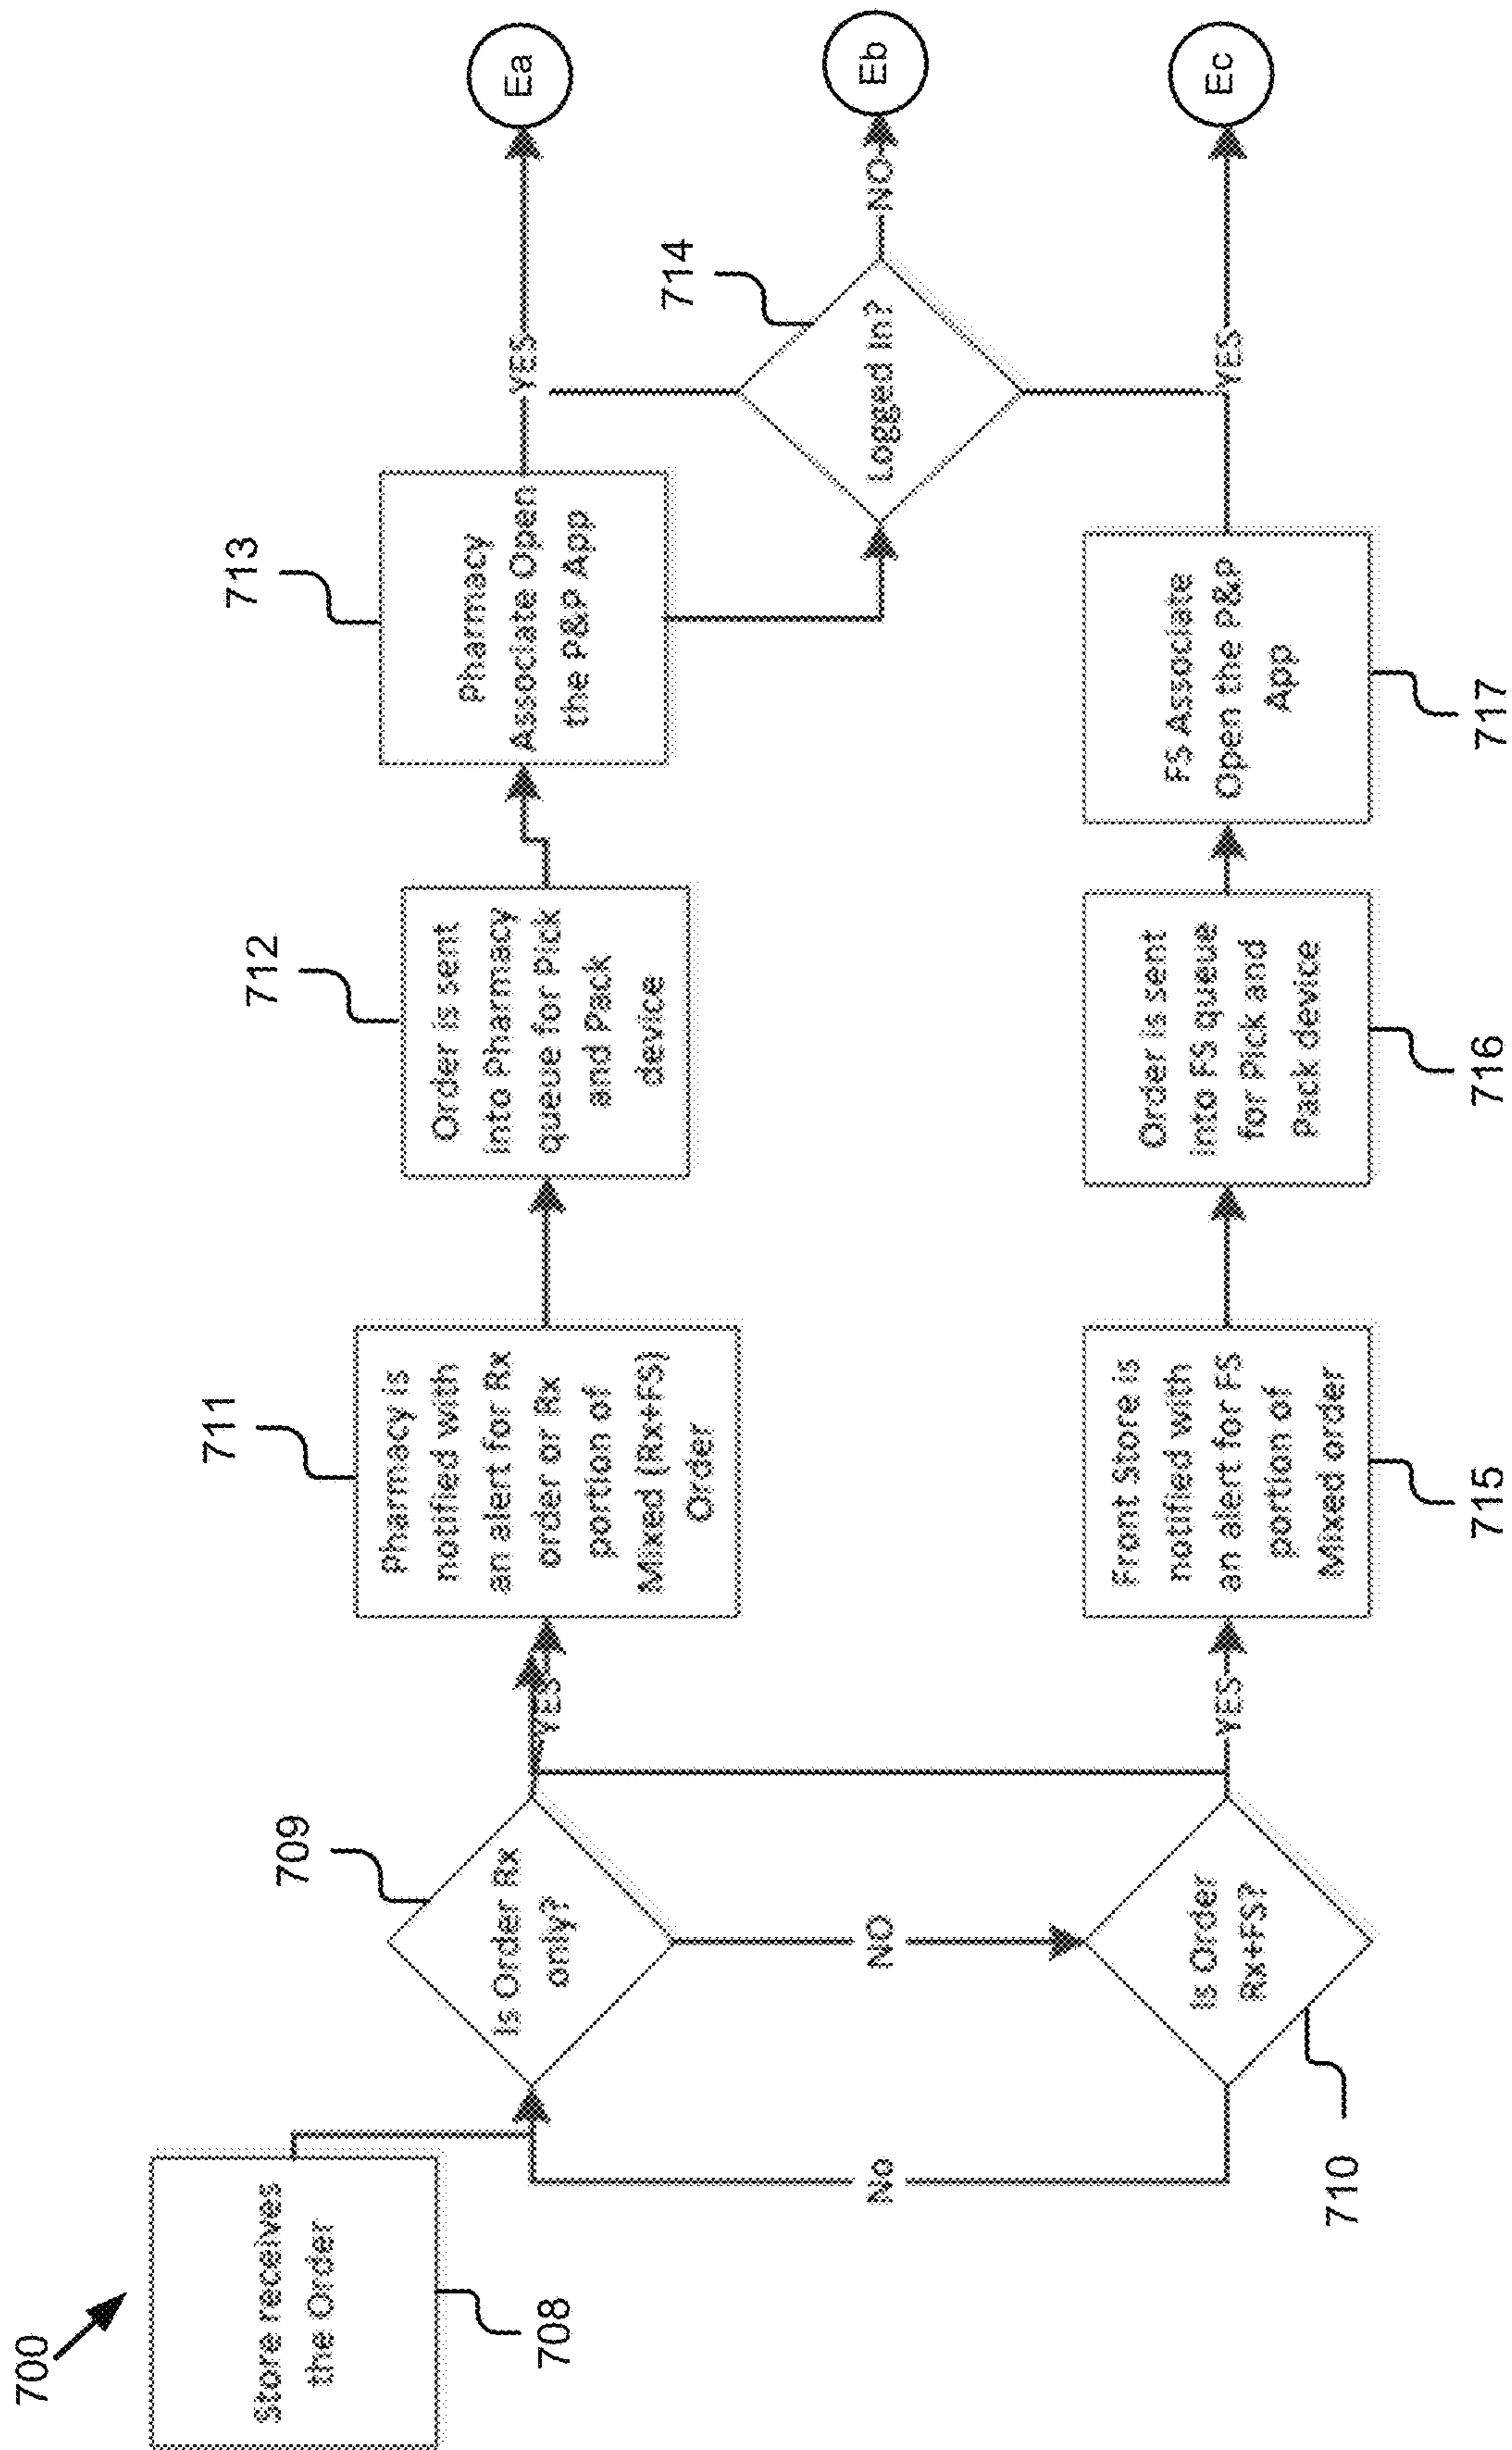 700
Store receives
the Order
708
709
Is Order Rx
only?
NO
No
Is Order
Rx+FS?
710
YES
711
Pharmacy is
notified with
an alert for Rx
order or Rx
portion of
Mixed (Rx+FS)
Order
712
Order is sent
into Pharmacy
queue for Pick
and Pack
device
713
Pharmacy
Associate Open
the P&P App
YES
Ea
714
Logged In?
NO
Eb
YES
Front Store is
notified with
an alert for FS
portion of
Mixed order
715
Order is sent
into FS queue
for Pick and
Pack device
716
FS Associate
Open the P&P
App
717
YES
Ec